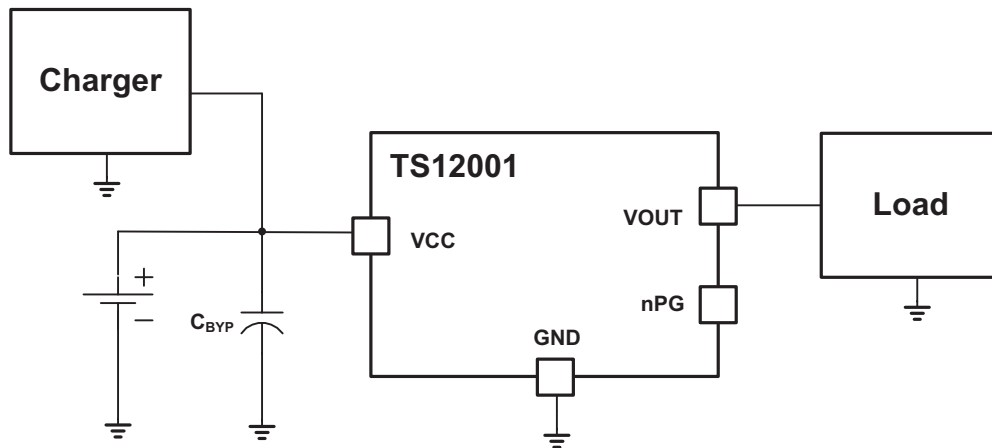 Charger
TS12001
VCC
VOUT
Load
nPG
GND
CBYP
+
−